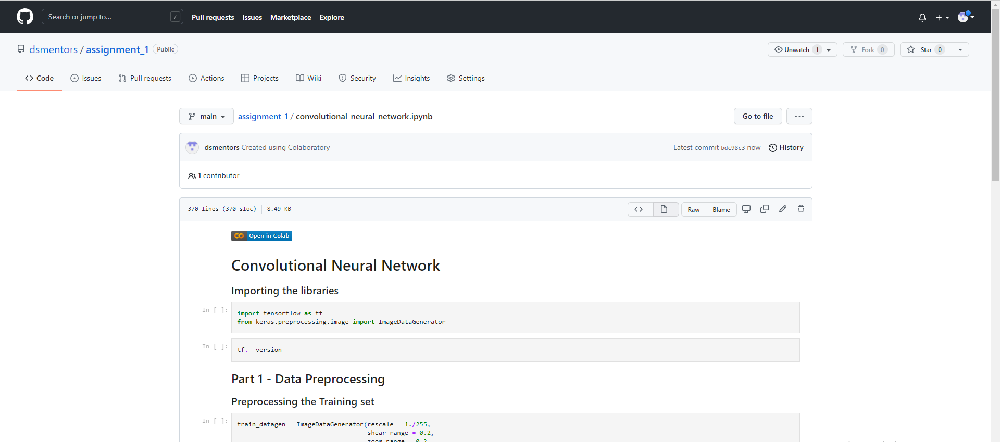 Search or jump to... /
Pull requests Issues Marketplace Explore
dsmentors / assignment_1 Public
Unwatch 1 Fork 0 Star 0
Code Issues Pull requests Actions Projects Wiki Security Insights Settings
main assignment_1 / convolutional_neural_network.ipynb Go to file ...
dsmentors Created using Colaboratory Latest commit bdc98c3 now History
1 contributor
370 lines (370 sloc) 8.49 KB <> Raw Blame
CO Open in Colab
Convolutional Neural Network
Importing the libraries
In [ ]: import tensorflow as tf
from keras.preprocessing.image import ImageDataGenerator
In [ ]: tf.__version__
Part 1 - Data Preprocessing
Preprocessing the Training set
In [ ]: train_datagen = ImageDataGenerator(rescale = 1./255,
shear_range = 0.2,
zoom_range = 0.2